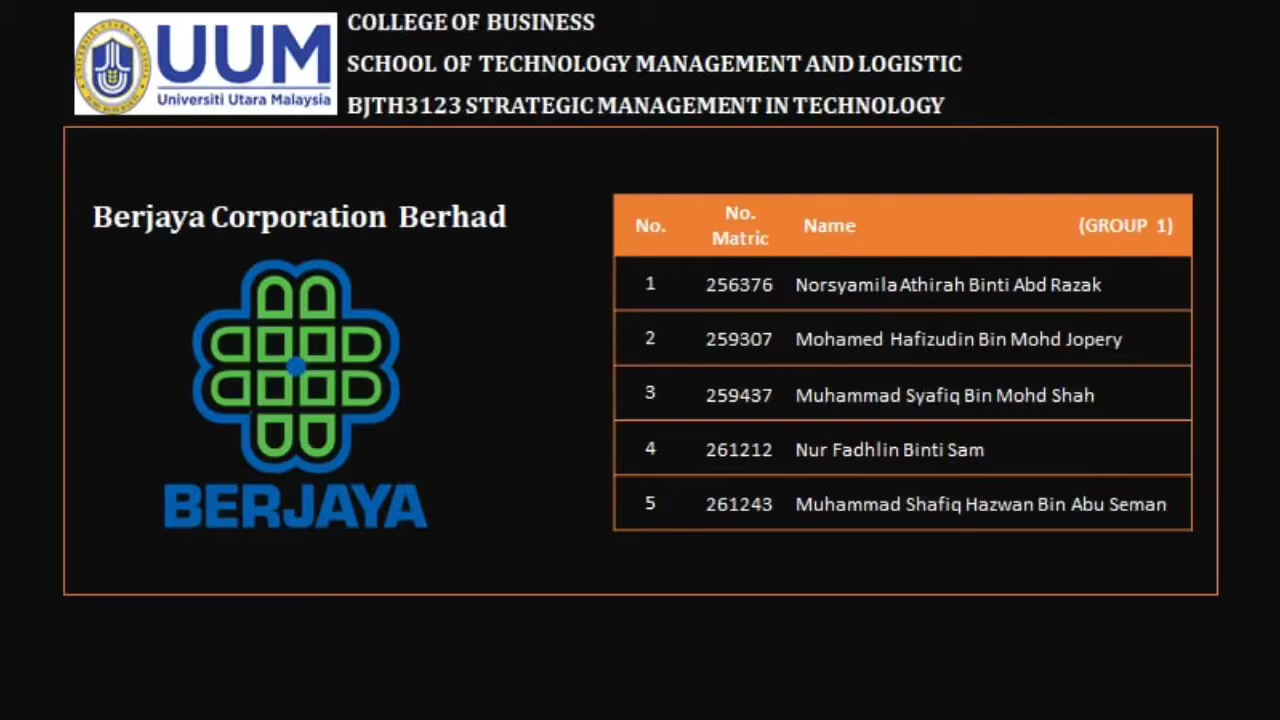 UUM
Universiti Utara Malaysia
COLLEGE OF BUSINESS
SCHOOL OF TECHNOLOGY MANAGEMENT AND LOGISTIC
BJTH3123 STRATEGIC MANAGEMENT IN TECHNOLOGY
Berjaya Corporation Berhad
BERJAYA
No. No. Matric Name (GROUP 1)
1 256376 Norsyamila Athirah Binti Abd Razak
2 259307 Mohamed Hafizudin Bin Mohd Jopery
3 259437 Muhammad Syafiq Bin Mohd Shah
4 261212 Nur Fadhlin Binti Sam
5 261243 Muhammad Shafiq Hazwan Bin Abu Seman